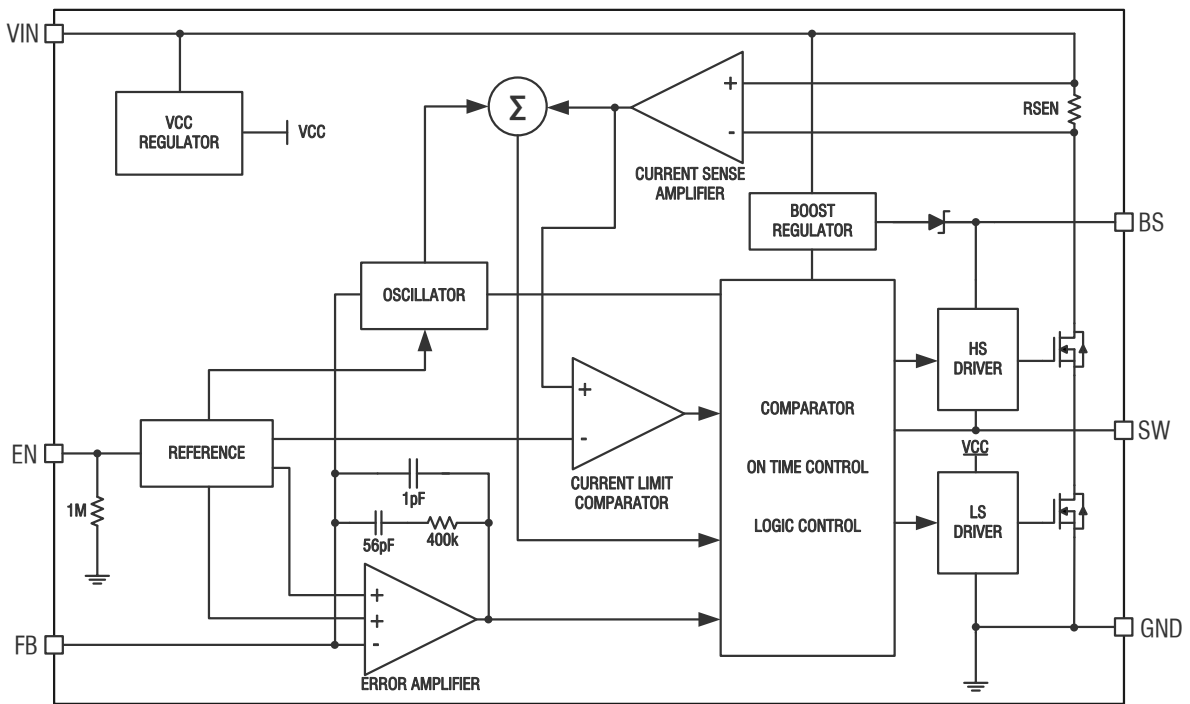 VIN
VCC
REGULATOR
VCC
Σ
+
-
CURRENT SENSE
AMPLIFIER
RSEN
BOOST
REGULATOR
BS
OSCILLATOR
HS
DRIVER
+
-
CURRENT LIMIT
COMPARATOR
COMPARATOR
ON TIME CONTROL
LOGIC CONTROL
EN
REFERENCE
SW
VCC
1M
1pF
56pF
400k
LS
DRIVER
+
+
-
ERROR AMPLIFIER
FB
GND